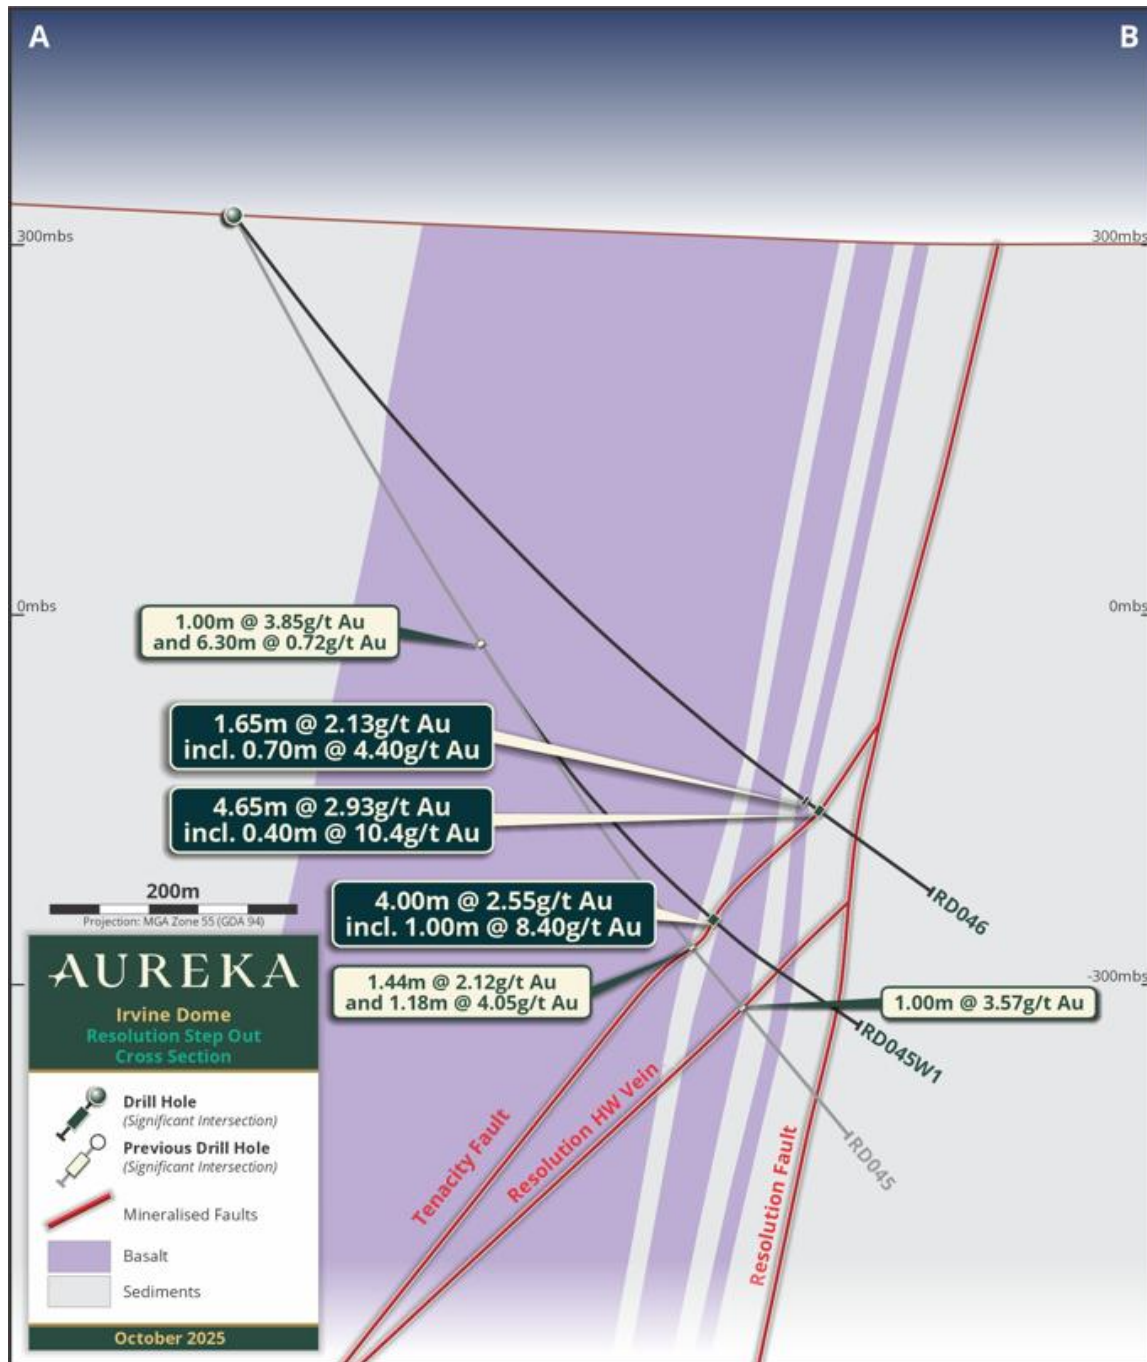 A
B
300mbs
300mbs
0mbs
0mbs
1.00m @ 3.85g/t Au
and 6.30m @ 0.72g/t Au
1.65m @ 2.13g/t Au
incl. 0.70m @ 4.40g/t Au
4.65m @ 2.93g/t Au
incl. 0.40m @ 10.4g/t Au
200m
Projection: MGA Zone 55 (GDA 94)
4.00m @ 2.55g/t Au
incl. 1.00m @ 8.40g/t Au
RD046
1.44m @ 2.12g/t Au
and 1.18m @ 4.05g/t Au
-300mbs
1.00m @ 3.57g/t Au
RD045W1
RD045
Tenacity Fault
Resolution HW Vein
Resolution Fault
AUREKA
Irvine Dome
Resolution Step Out
Cross Section
Drill Hole
(Significant Intersection)
Previous Drill Hole
(Significant Intersection)
Mineralised Faults
Basalt
Sediments
October 2025